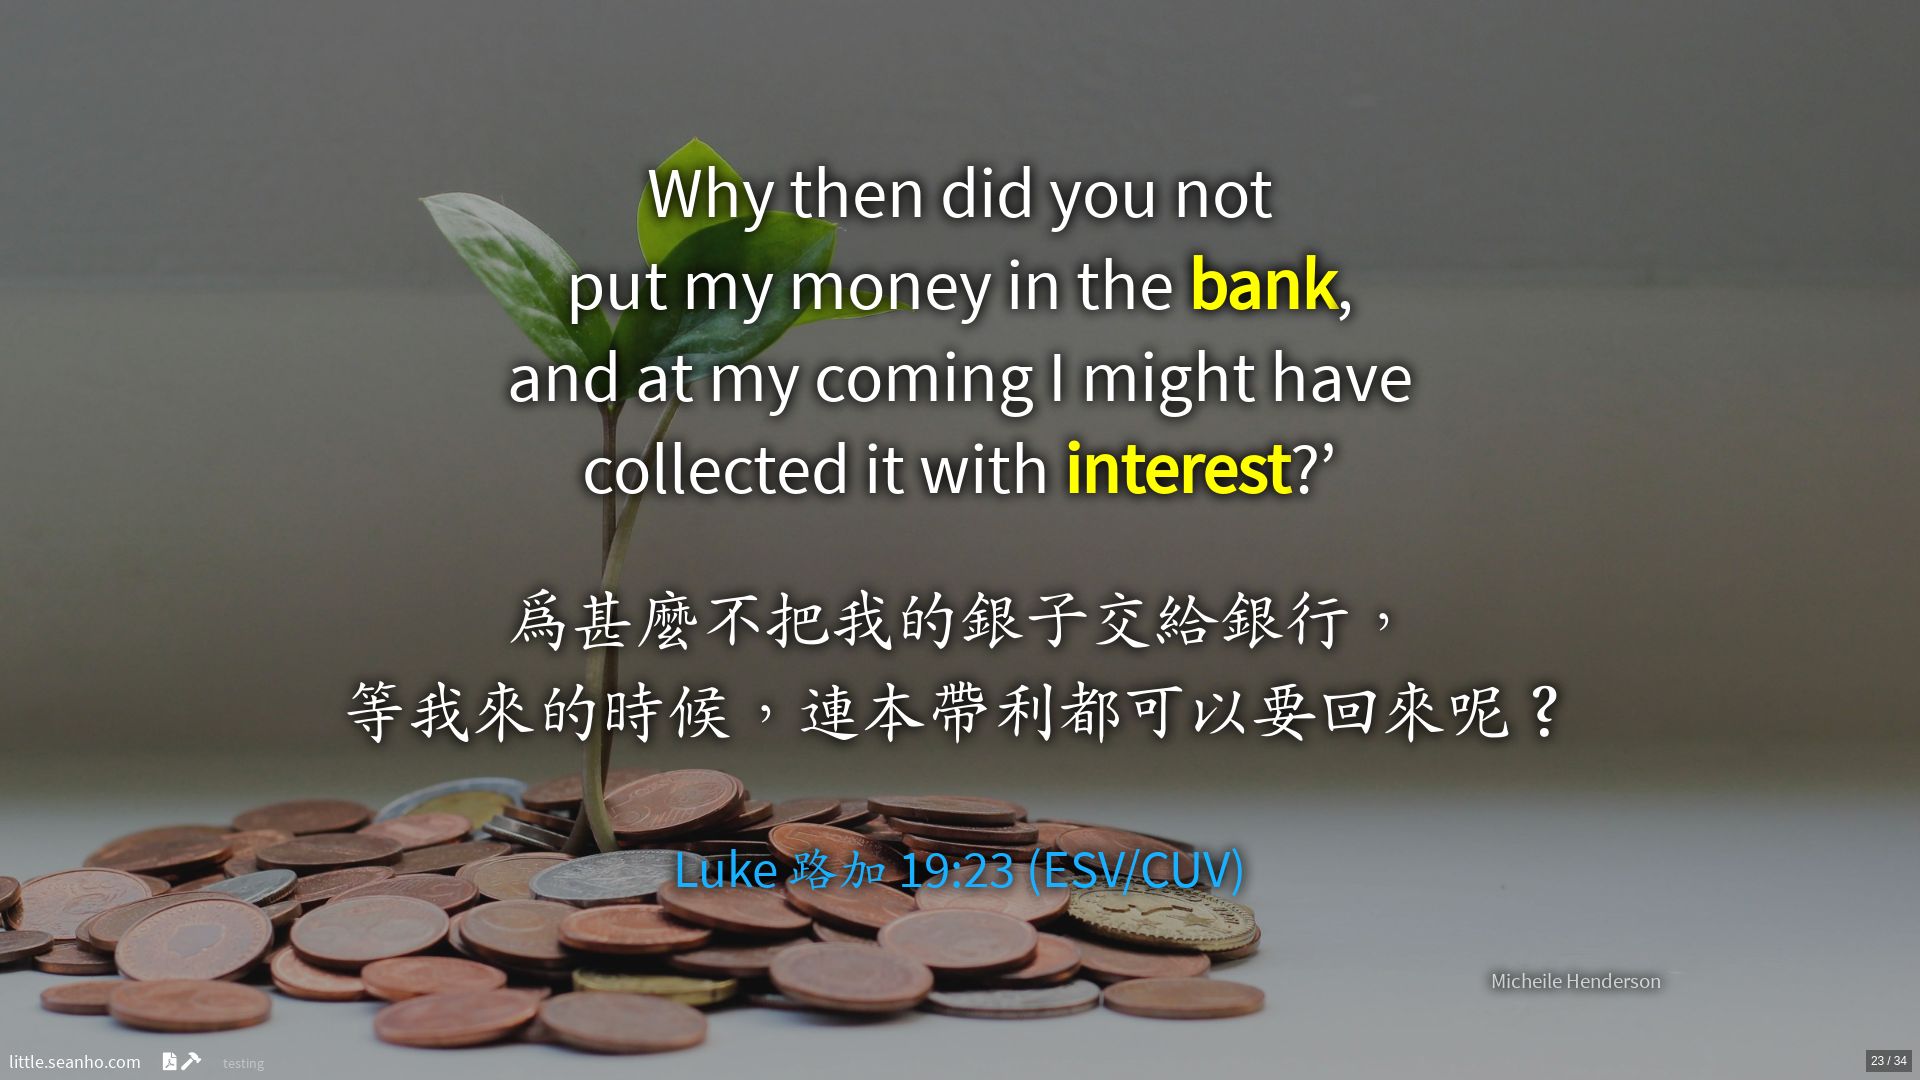 Why then did you not
put my money in the bank,
and at my coming I might have
collected it with interest?’
爲甚麼不把我的銀子交給銀行，
等我來的時候，連本帶利都可以要回來呢？
Luke 路加 19:23 (ESV/CUV)
Micheile Henderson
little.seanho.com
testing
23 / 34